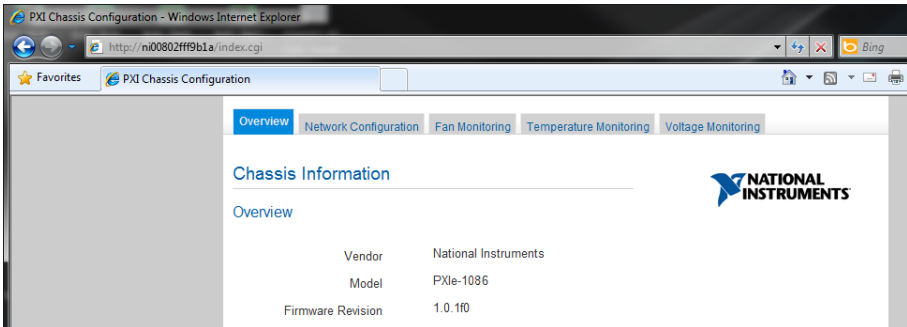 PXI Chassis Configuration - Windows Internet Explorer
http://ni00802fff9b1a/index.cgi
Bing
Favorites
PXI Chassis Configuration
Overview Network Configuration Fan Monitoring Temperature Monitoring Voltage Monitoring
Chassis Information
NATIONAL
INSTRUMENTS
Overview
Vendor National Instruments
Model PXIe-1086
Firmware Revision 1.0.1f0